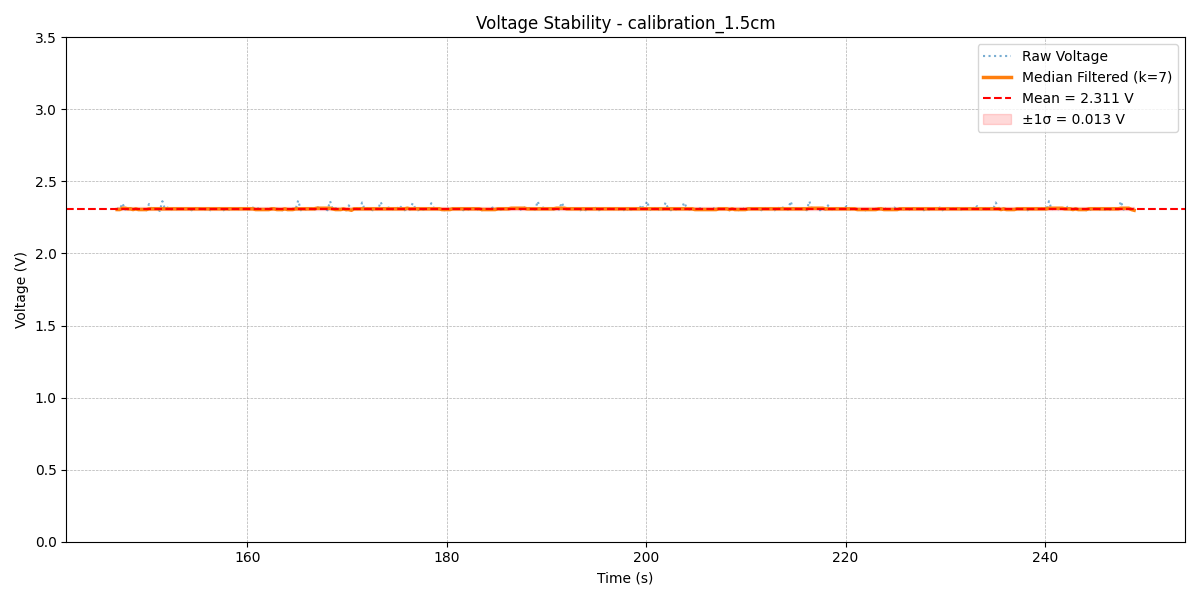 Voltage Stability - calibration_1.5cm
Raw Voltage
Median Filtered (k=7)
Mean = 2.311 V
±1σ = 0.013 V
Voltage (V)
3.5
3.0
2.5
2.0
1.5
1.0
0.5
0.0
160 180 200 220 240
Time (s)